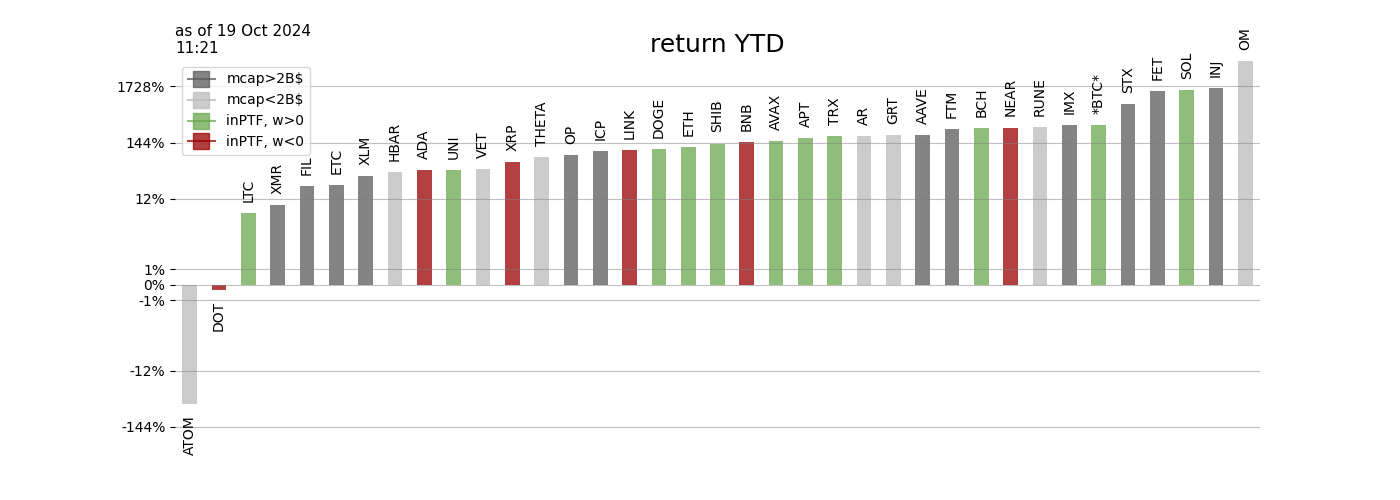 as of 19 Oct 2024
11:21
return YTD
mcap>2B$
mcap<2B$
inPTF, w>0
inPTF, w<0
1728%
144%
12%
1%
0%
-1%
-12%
-144%
ATOM
DOT
LTC
XMR
FIL
ETC
XLM
HBAR
ADA
UNI
VET
XRP
THETA
OP
ICP
LINK
DOGE
ETH
SHIB
BNB
AVAX
APT
TRX
AR
GRT
AAVE
FTM
BCH
NEAR
RUNE
IMX
*BTC*
STX
FET
SOL
INJ
OM